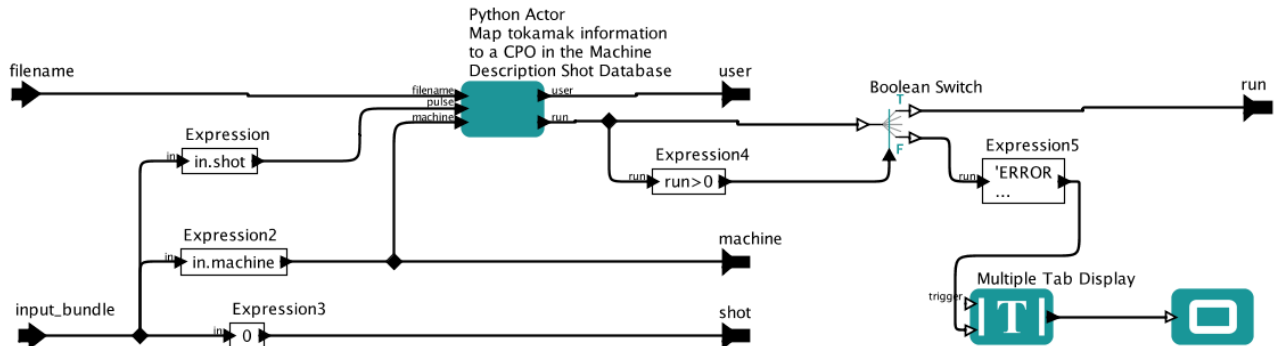 Python Actor
Map tokamak information
to a CPO in the Machine
Description Shot Database
filename
user
Boolean Switch
run
filename
pulse
machine
user
run
T
F
Expression
in
in.shot
Expression4
run
run>0
Expression5
run
'ERROR
...
Expression2
in
in.machine
machine
Multiple Tab Display
trigger
T
input_bundle
Expression3
in
0
shot